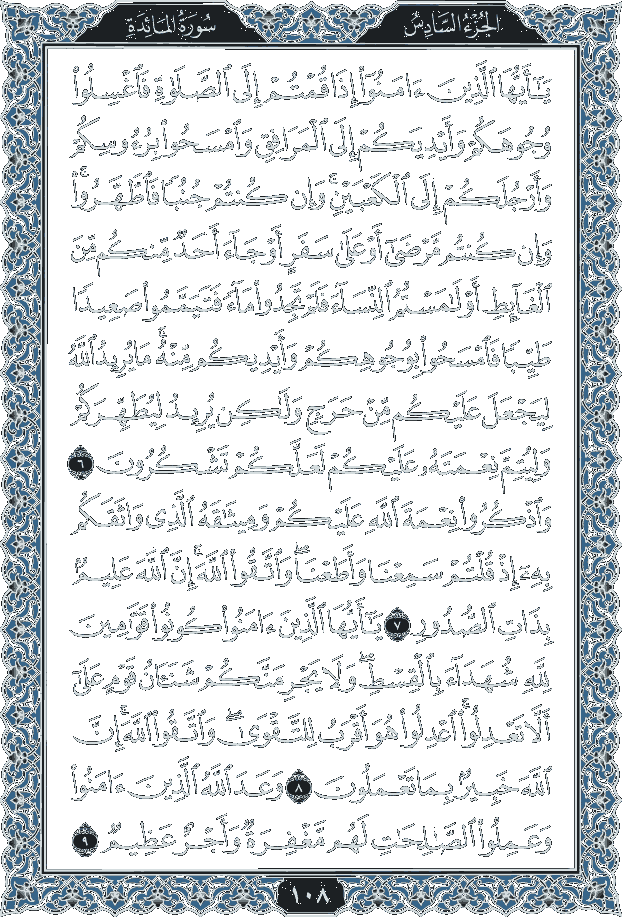 الجزء السادس
سورة المائدة
يَٰٓأَيُّهَا ٱلَّذِينَ ءَامَنُوٓا۟ إِذَا قُمْتُمْ إِلَى ٱلصَّلَوٰةِ فَٱغْسِلُوا۟
وُجُوهَكُمْ وَأَيْدِيَكُمْ إِلَى ٱلْمَرَافِقِ وَٱمْسَحُوا۟ بِرُءُوسِكُمْ
وَأَرْجُلَكُمْ إِلَى ٱلْكَعْبَيْنِ ۚ وَإِن كُنتُمْ جُنُبًا فَٱطَّهَّرُوا۟ ۚ
وَإِن كُنتُم مَّرْضَىٰٓ أَوْ عَلَىٰ سَفَرٍ أَوْ جَآءَ أَحَدٌ مِّنكُم مِّنَ
ٱلْغَآئِطِ أَوْ لَٰمَسْتُمُ ٱلنِّسَآءَ فَلَمْ تَجِدُوا۟ مَآءً فَتَيَمَّمُوا۟ صَعِيدًا
طَيِّبًا فَٱمْسَحُوا۟ بِوُجُوهِكُمْ وَأَيْدِيكُم مِّنْهُ ۚ مَا يُرِيدُ ٱللَّهُ
لِيَجْعَلَ عَلَيْكُم مِّنْ حَرَجٍ وَلَٰكِن يُرِيدُ لِيُطَهِّرَكُمْ
وَلِيُتِمَّ نِعْمَتَهُۥ عَلَيْكُمْ لَعَلَّكُمْ تَشْكُرُونَ ٦
وَٱذْكُرُوا۟ نِعْمَةَ ٱللَّهِ عَلَيْكُمْ وَمِيثَٰقَهُ ٱلَّذِى وَاثَقَكُم
بِهِۦٓ إِذْ قُلْتُمْ سَمِعْنَا وَأَطَعْنَا ۖ وَٱتَّقُوا۟ ٱللَّهَ ۚ إِنَّ ٱللَّهَ عَلِيمٌۢ
بِذَاتِ ٱلصُّدُورِ ٧ يَٰٓأَيُّهَا ٱلَّذِينَ ءَامَنُوا۟ كُونُوا۟ قَوَّٰمِينَ
لِلَّهِ شُهَدَآءَ بِٱلْقِسْطِ ۖ وَلَا يَجْرِمَنَّكُمْ شَنَـَٔانُ قَوْمٍ عَلَىٰٓ
أَلَّا تَعْدِلُوا۟ ۚ ٱعْدِلُوا۟ هُوَ أَقْرَبُ لِلتَّقْوَىٰ ۖ وَٱتَّقُوا۟ ٱللَّهَ ۚ إِنَّ
ٱللَّهَ خَبِيرٌۢ بِمَا تَعْمَلُونَ ٨ وَعَدَ ٱللَّهُ ٱلَّذِينَ ءَامَنُوا۟
وَعَمِلُوا۟ ٱلصَّٰلِحَٰتِ لَهُم مَّغْفِرَةٌ وَأَجْرٌ عَظِيمٌ ٩
١٠٨